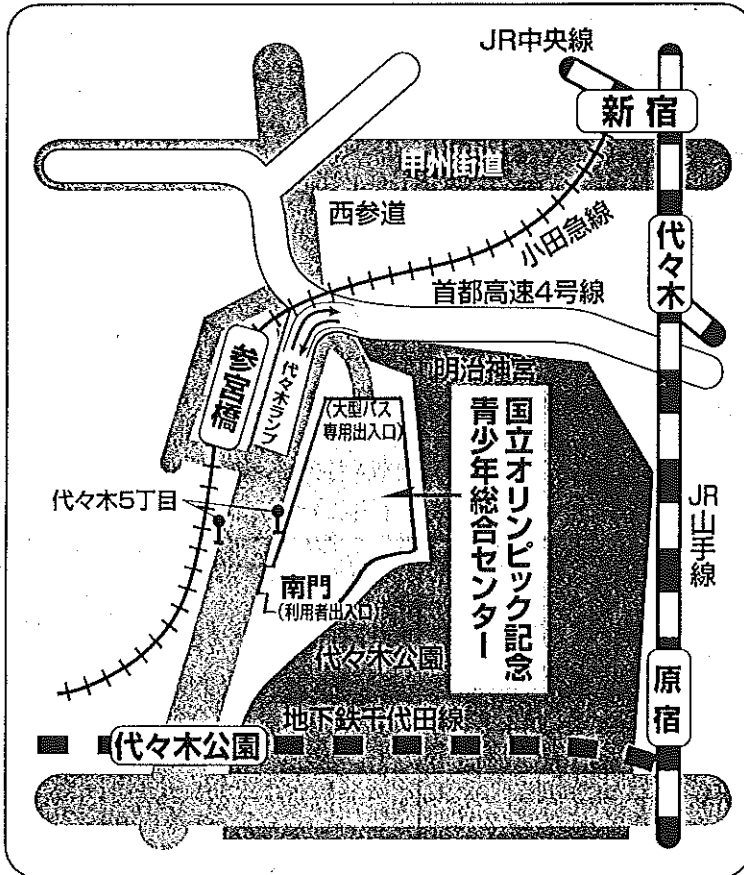 JR中央線
新宿
甲州街道
西参道
小田急線
代々木
首都高速4号線
参宮橋
代々木ランプ
明治神宮
(大型バス
専用出入口)
国立オリンピック記念
青少年総合センター
代々木5丁目
JR山手線
南門
(利用者出入口)
代々木公園
原宿
地下鉄千代田線
代々木公園